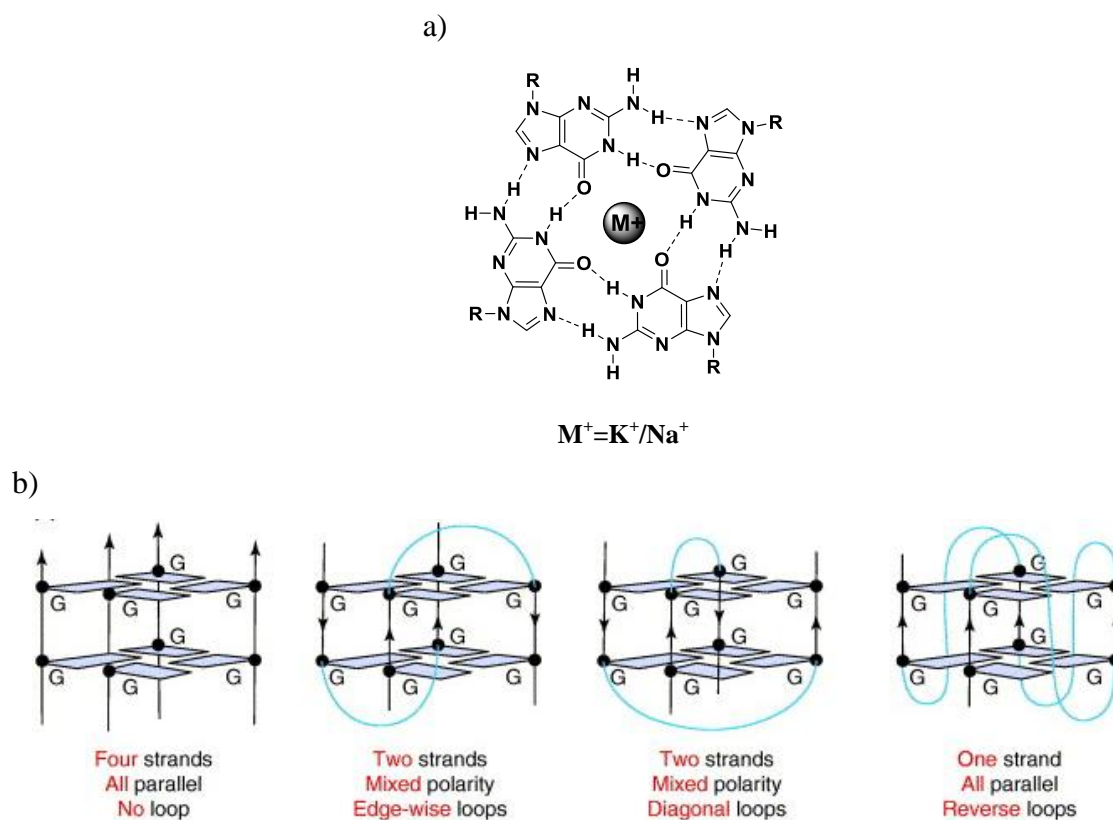 a)
H
R
N N N H N N R
N H
N O N
H O N
H N H M+ H N H
N H
N O O
H N
N
R N N H N N N
H R
M⁺=K⁺/Na⁺
b)
G G G G
G G G G G G G G G G G G
G G G G
G G G G G G G G G G G G
Four strands
All parallel
No loop
Two strands
Mixed polarity
Edge-wise loops
Two strands
Mixed polarity
Diagonal loops
One strand
All parallel
Reverse loops